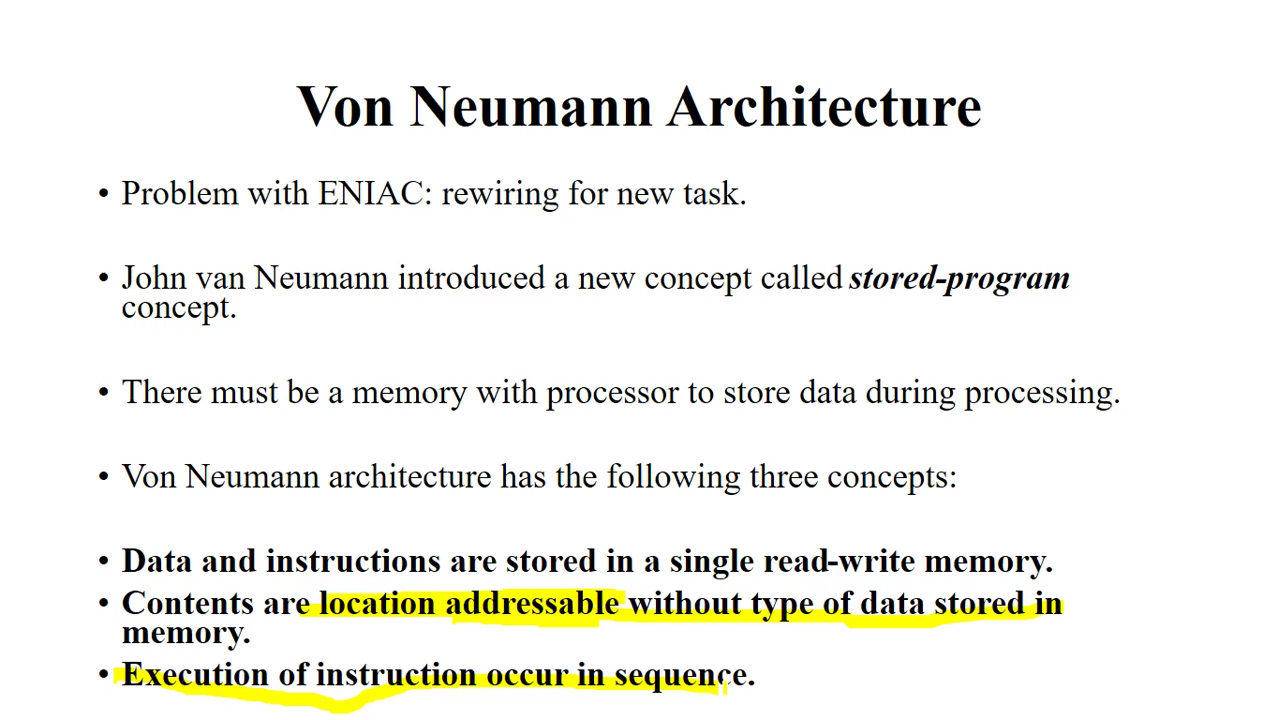 Von Neumann Architecture
• Problem with ENIAC: rewiring for new task.
• John van Neumann introduced a new concept called stored-program
concept.
• There must be a memory with processor to store data during processing.
• Von Neumann architecture has the following three concepts:
• Data and instructions are stored in a single read-write memory.
• Contents are location addressable without type of data stored in
memory.
• Execution of instruction occur in sequence.